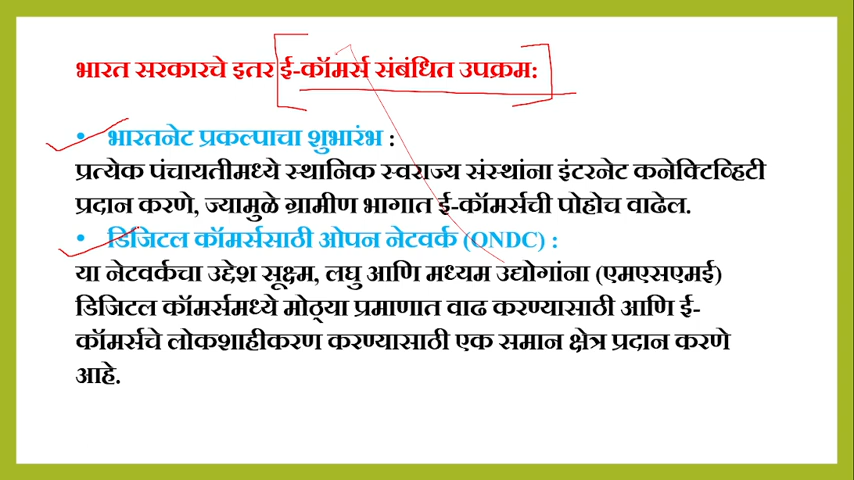 भारत सरकारचे इतर ई-कॉमर्स संबंधित उपक्रम:
• भारतनेट प्रकल्पाचा शुभारंभ :
प्रत्येक पंचायतीमध्ये स्थानिक स्वराज्य संस्थांना इंटरनेट कनेक्टिव्हिटी
प्रदान करणे, ज्यामुळे ग्रामीण भागात ई-कॉमर्सची पोहोच वाढेल.
• डिजिटल कॉमर्ससाठी ओपन नेटवर्क (ONDC) :
या नेटवर्कचा उद्देश सूक्ष्म, लघु आणि मध्यम उद्योगांना (एमएसएमई)
डिजिटल कॉमर्समध्ये मोठ्या प्रमाणात वाढ करण्यासाठी आणि ई-
कॉमर्सचे लोकशाहीकरण करण्यासाठी एक समान क्षेत्र प्रदान करणे
आहे.